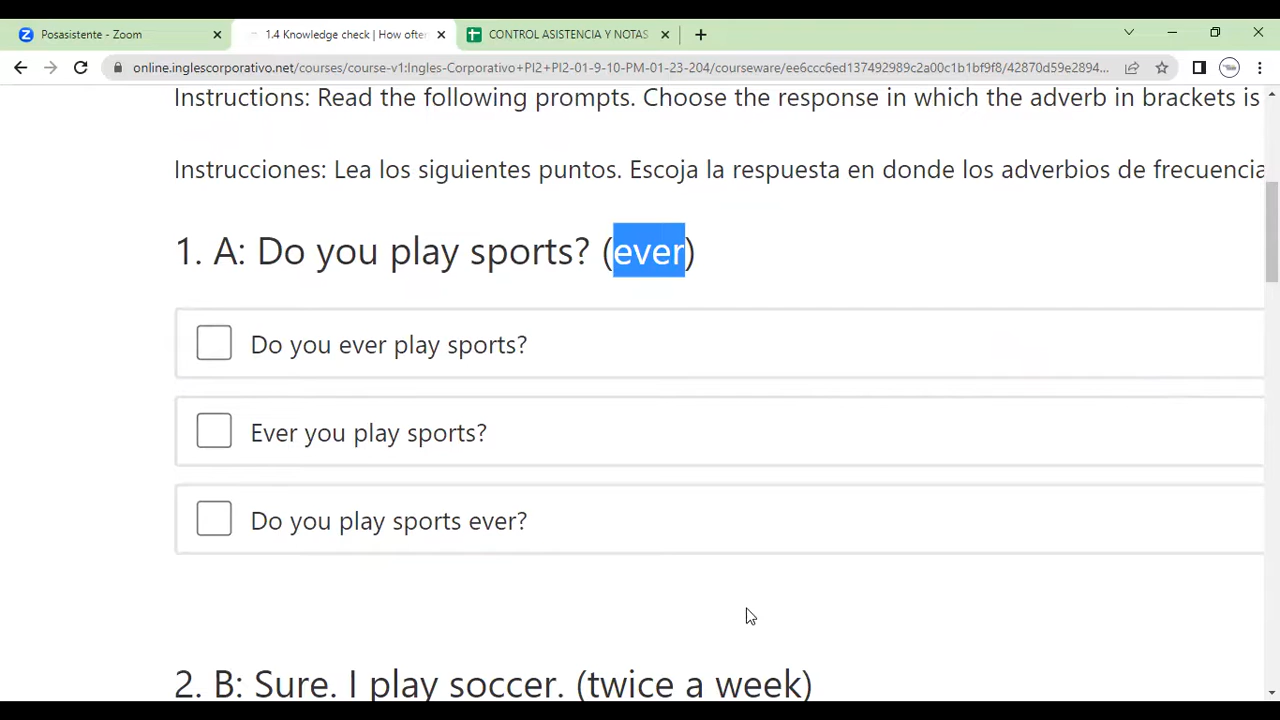 Posasistente - Zoom
1.4 Knowledge check | How ofter
CONTROL ASISTENCIA Y NOTAS
online.inglescorporativo.net/courses/course-v1:Ingles-Corporativo+PI2+PI2-01-9-10-PM-01-23-204/courseware/ee6ccc6ed137492989c2a00c1b1bf9f8/42870d59e2894...
Instructions: Read the following prompts. Choose the response in which the adverb in brackets is
Instrucciones: Lea los siguientes puntos. Escoja la respuesta en donde los adverbios de frecuencia
1. A: Do you play sports? (ever)
Do you ever play sports?
Ever you play sports?
Do you play sports ever?
2. B: Sure. I play soccer. (twice a week)